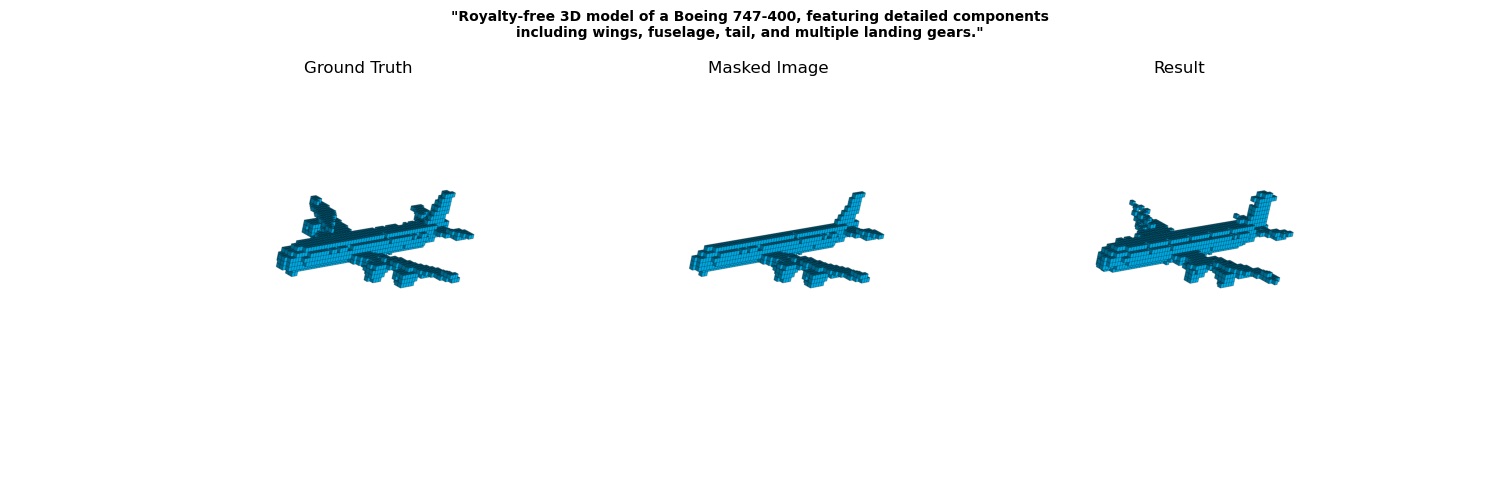 "Royalty-free 3D model of a Boeing 747-400, featuring detailed components
including wings, fuselage, tail, and multiple landing gears."
Ground Truth
Masked Image
Result